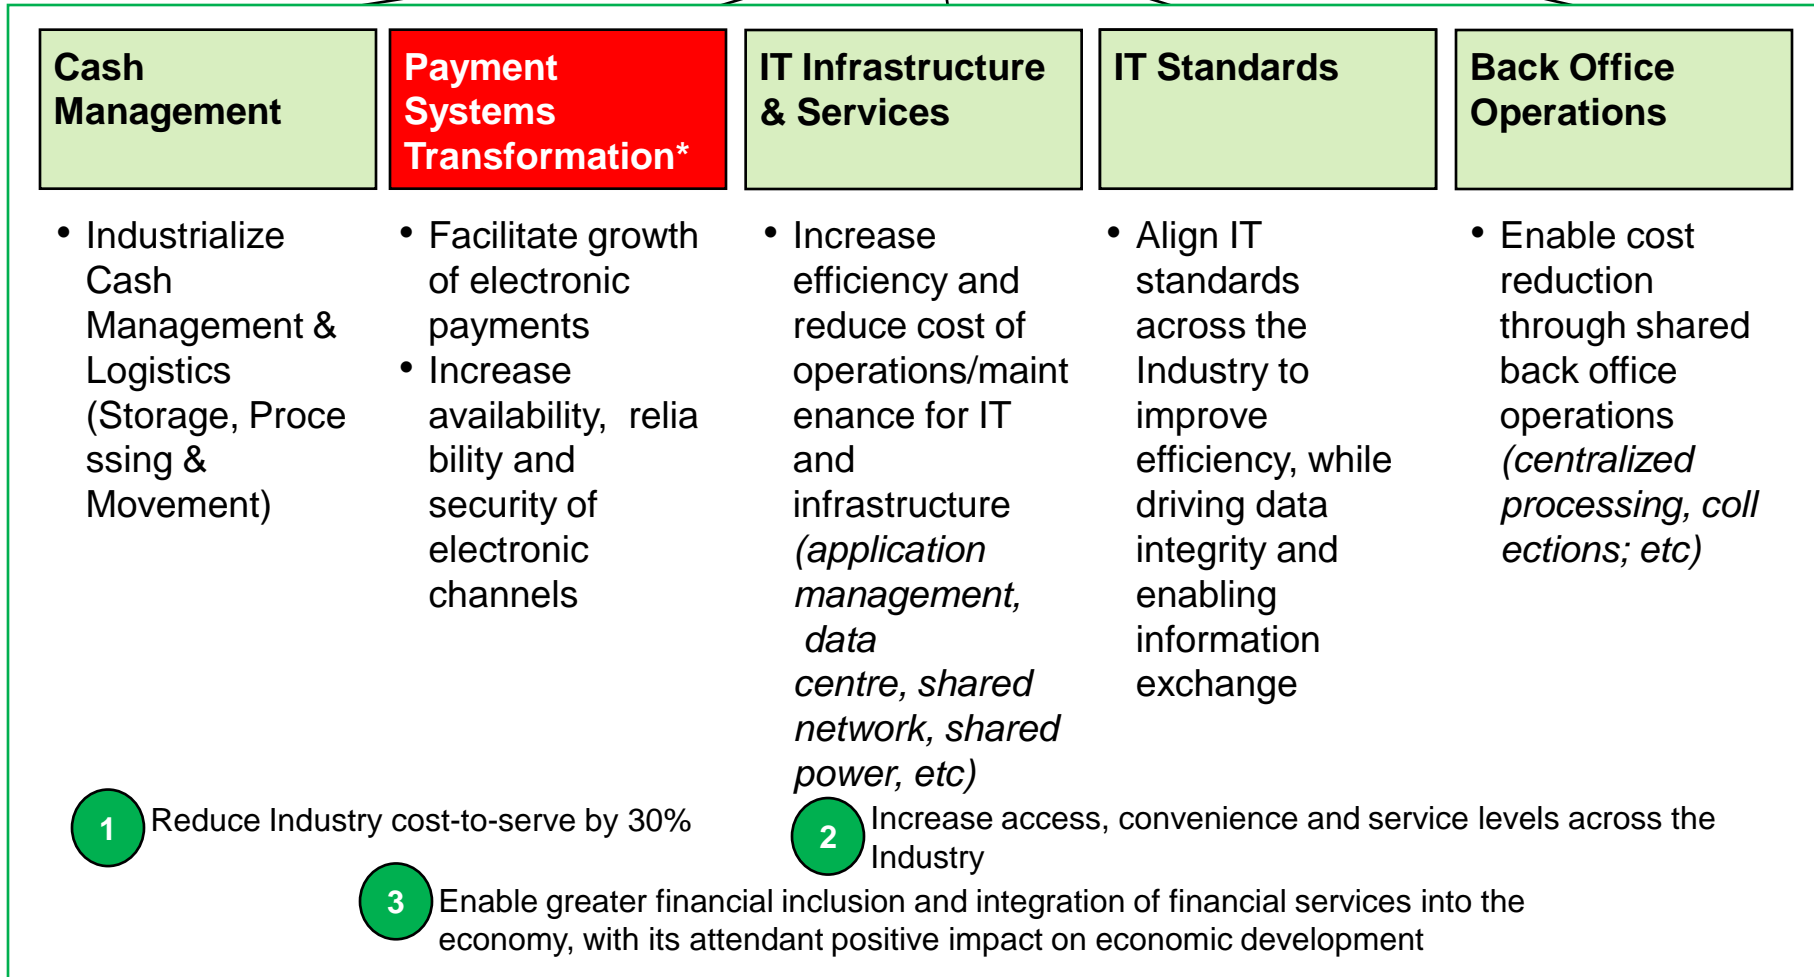 Cash
Management
Payment
Systems
Transformation*
IT Infrastructure
& Services
IT Standards
Back Office
Operations
• Industrialize
Cash
Management &
Logistics
(Storage, Proce
ssing &
Movement)
• Facilitate growth
of electronic
payments
• Increase
availability, relia
bility and
security of
electronic
channels
• Increase
efficiency and
reduce cost of
operations/maint
enance for IT
and
infrastructure
(application
management,
data
centre, shared
network, shared
power, etc)
• Align IT
standards
across the
Industry to
improve
efficiency, while
driving data
integrity and
enabling
information
exchange
• Enable cost
reduction
through shared
back office
operations
(centralized
processing, coll
ections; etc)
1 Reduce Industry cost-to-serve by 30%
2 Increase access, convenience and service levels across the
Industry
3 Enable greater financial inclusion and integration of financial services into the
economy, with its attendant positive impact on economic development